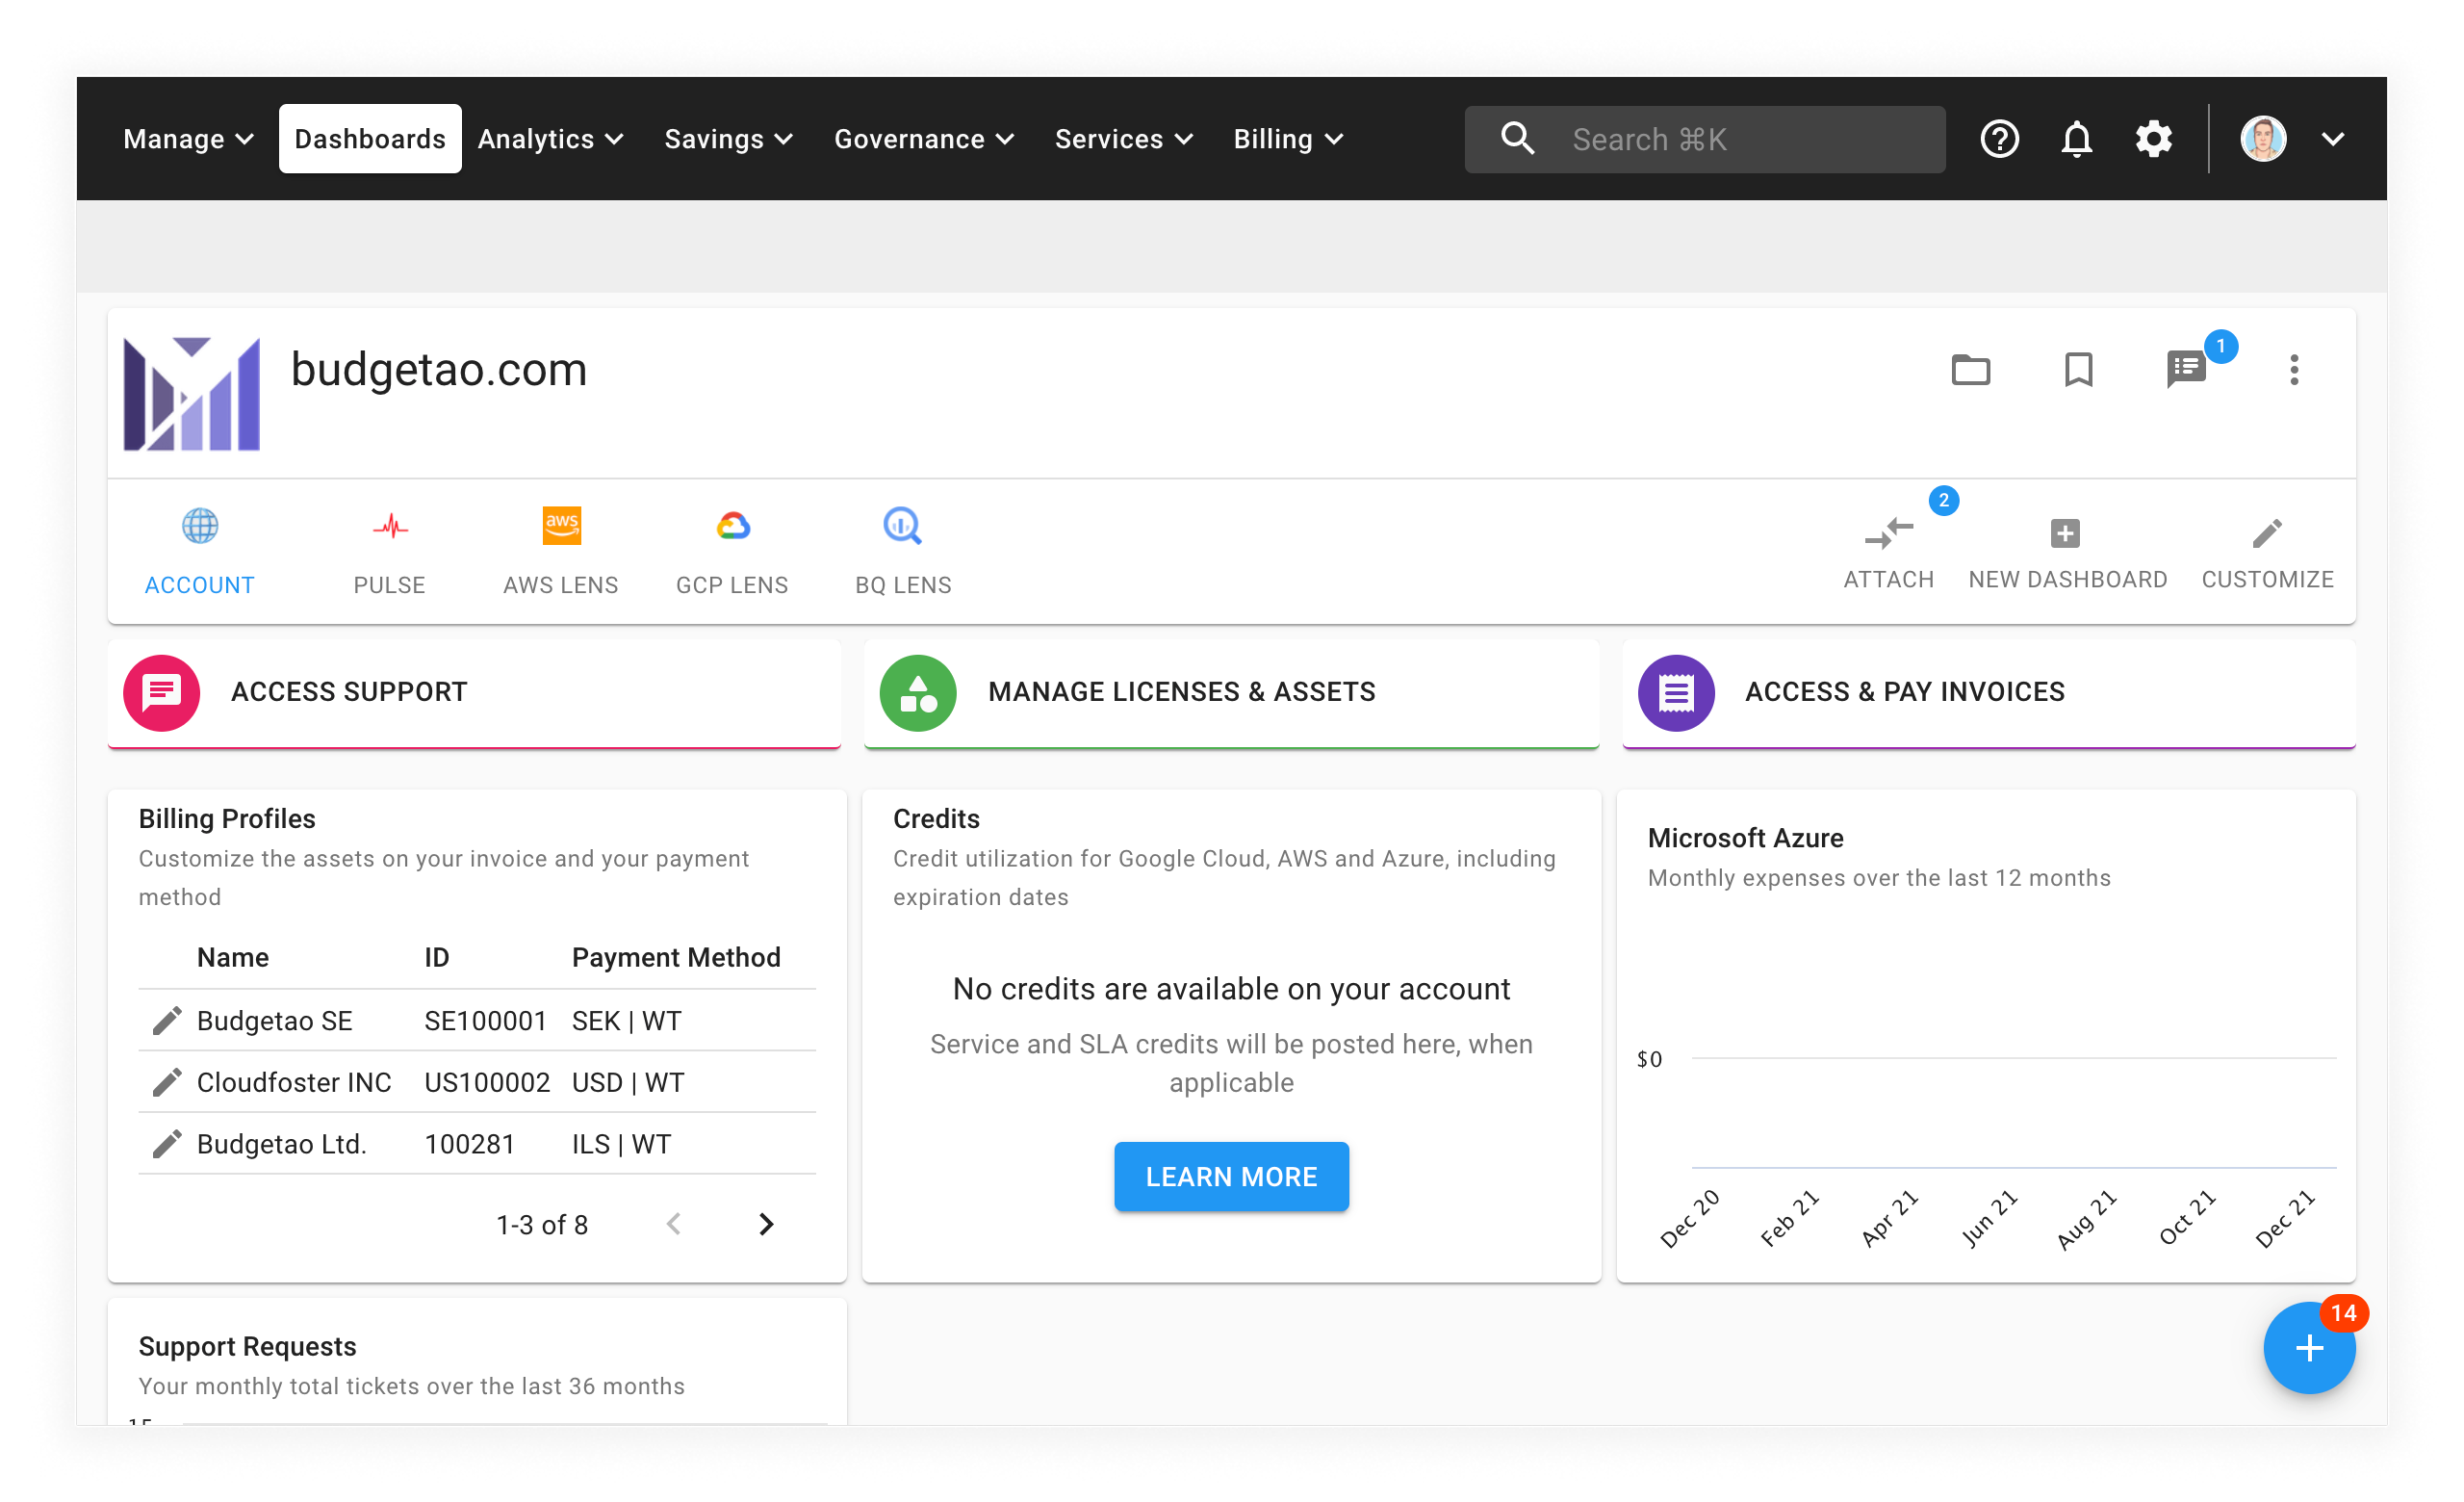 Manage Dashboards Analytics Savings Governance Services Billing Search ⌘K
budgetao.com 1
aws 2
ACCOUNT PULSE AWS LENS GCP LENS BQ LENS ATTACH NEW DASHBOARD CUSTOMIZE
ACCESS SUPPORT MANAGE LICENSES & ASSETS ACCESS & PAY INVOICES
Billing Profiles
Customize the assets on your invoice and your payment
method
Name ID Payment Method
Budgetao SE SE100001 SEK | WT
Cloudfoster INC US100002 USD | WT
Budgetao Ltd. 100281 ILS | WT
1-3 of 8
Credits
Credit utilization for Google Cloud, AWS and Azure, including
expiration dates
No credits are available on your account
Service and SLA credits will be posted here, when
applicable
LEARN MORE
Microsoft Azure
Monthly expenses over the last 12 months
$0
Dec 20 Feb 21 Apr 21 Jun 21 Aug 21 Oct 21 Dec 21
Support Requests
Your monthly total tickets over the last 36 months
15
14